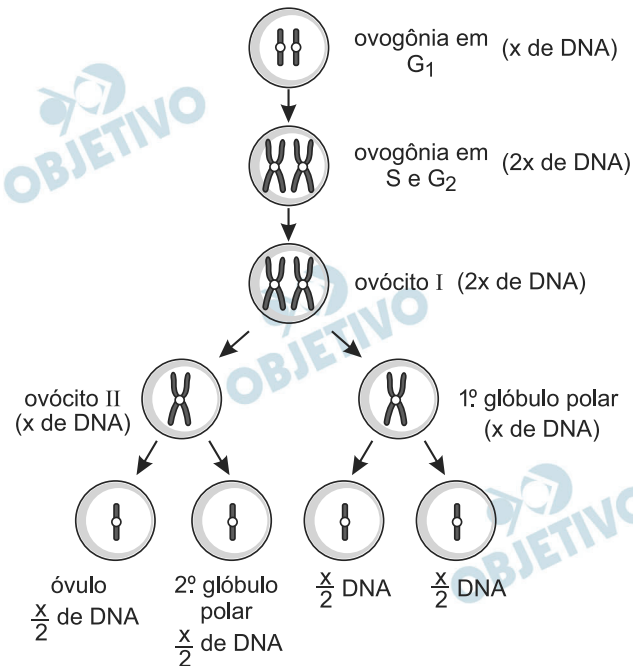 ovogônia em
G₁
(x de DNA)
ovogônia em
S e G₂
(2x de DNA)
ovócito I (2x de DNA)
ovócito II
(x de DNA)
1º glóbulo polar
(x de DNA)
óvulo
x/2 de DNA
2º glóbulo
polar
x/2 de DNA
x/2 DNA
x/2 DNA
OBJETIVO
OBJETIVO
OBJETIVO